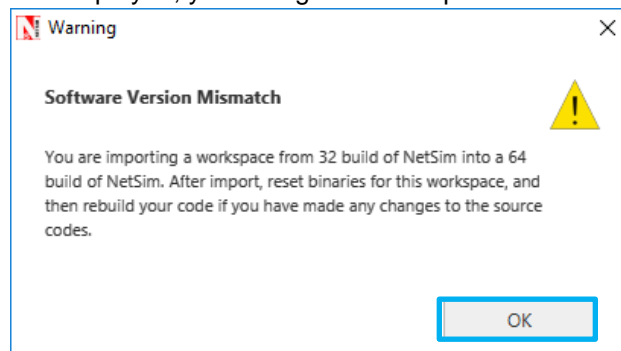 Warning
Software Version Mismatch
You are importing a workspace from 32 build of NetSim into a 64
build of NetSim. After import, reset binaries for this workspace, and
then rebuild your code if you have made any changes to the source
codes.
OK